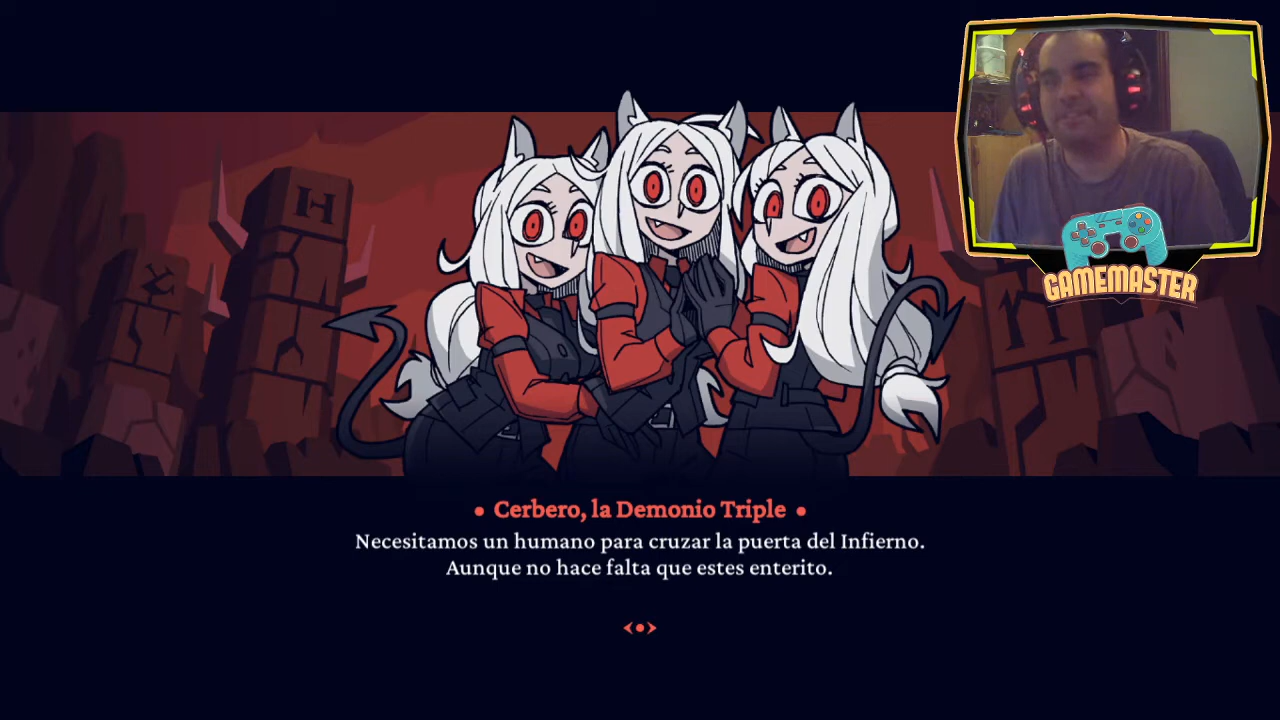 GAMEMASTER
H
• Cerbero, la Demonio Triple •
Necesitamos un humano para cruzar la puerta del Infierno.
Aunque no hace falta que estes enterito.